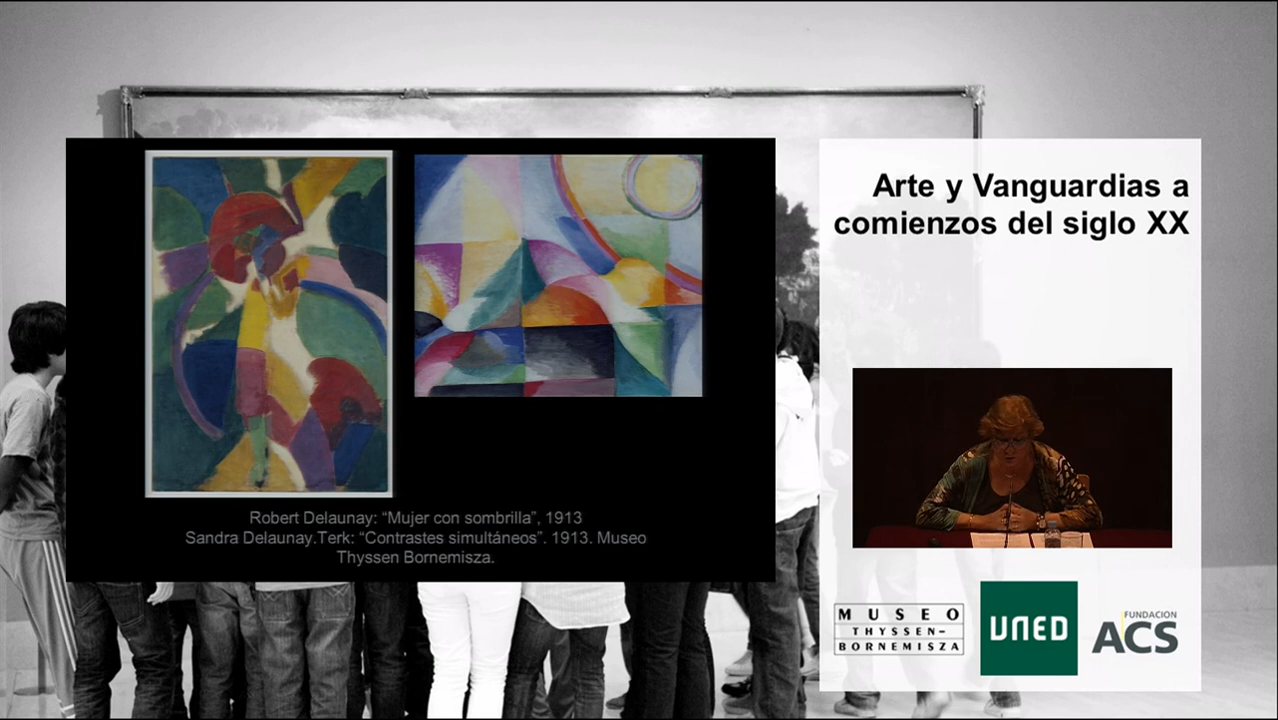 Arte y Vanguardias a
comienzos del siglo XX
Robert Delaunay: “Mujer con sombrilla”, 1913
Sandra Delaunay.Terk: “Contrastes simultáneos”. 1913. Museo
Thyssen Bornemisza.
MUSEO
THYSSEN-
BORNEMISZA
UNED
FUNDACION
ACS